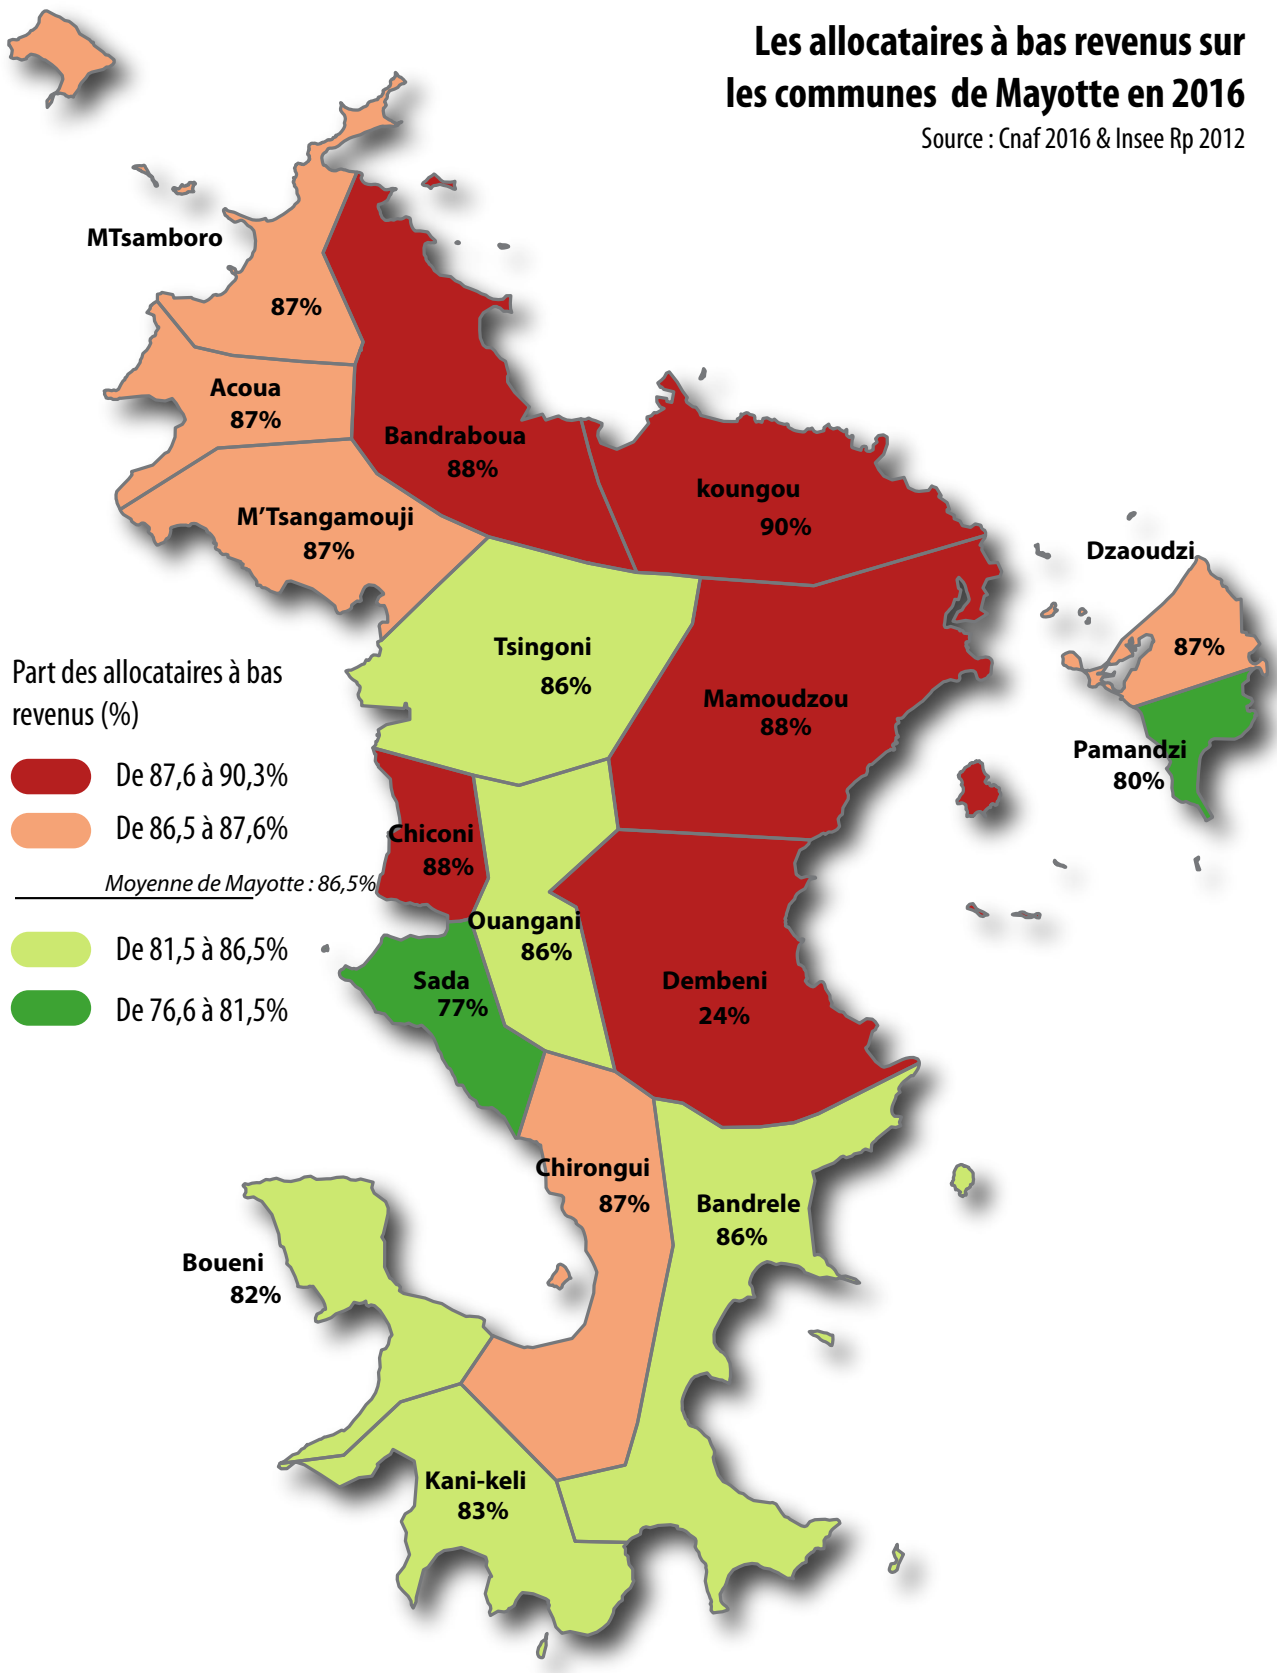 Les allocataires à bas revenus sur
les communes  de Mayotte en 2016
Source : Cnaf 2016 & Insee Rp 2012
MTsamboro
87%
Acoua
87%
Bandraboua
88%
koungou
90%
M'Tsangamouji
87%
Dzaoudzi
87%
Tsingoni
86%
Mamoudzou
88%
Pamandzi
80%
Part des allocataires à bas
revenus (%)
De 87,6 à 90,3%
De 86,5 à 87,6%
Moyenne de Mayotte : 86,5%
De 81,5 à 86,5%
De 76,6 à 81,5%
Chiconi
88%
Ouangani
86%
Sada
77%
Dembeni
24%
Chirongui
87%
Bandrele
86%
Boueni
82%
Kani-keli
83%